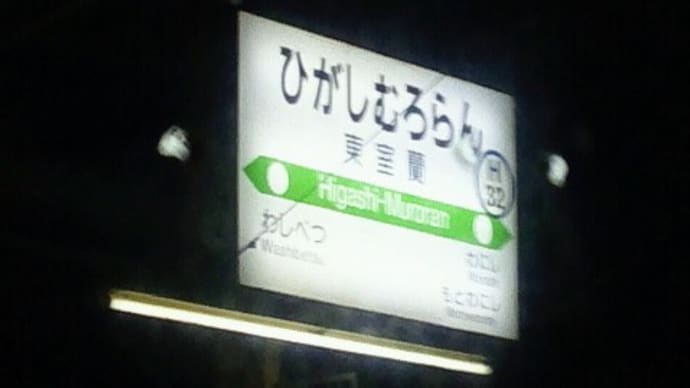 ひがしむろらん
東室蘭
H
32
Higashi-Muroran
わしべつ
Washibetsu
わにし
もとわにし